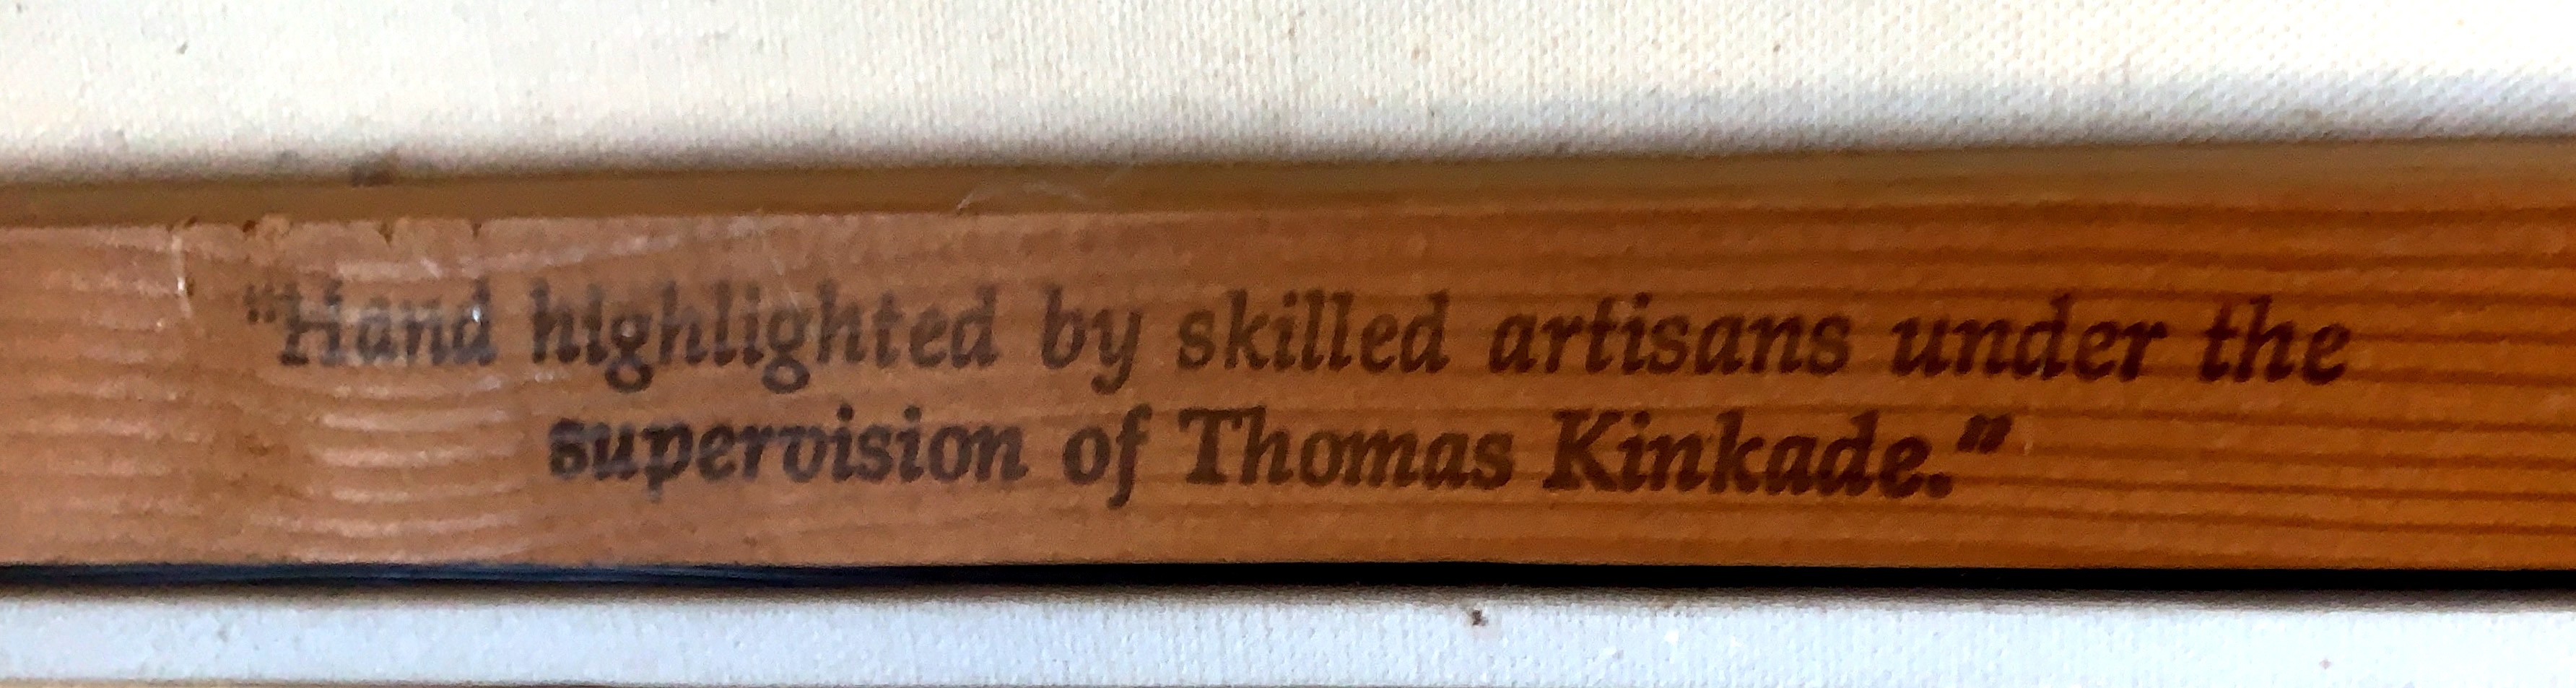 "Hand highlighted by skilled artisans under the
supervision of Thomas Kinkade."